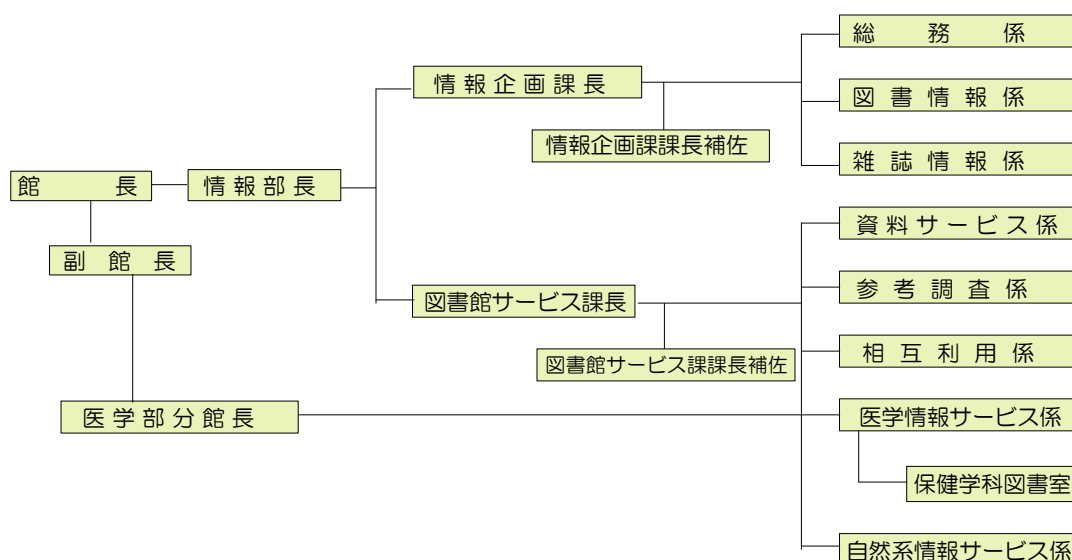 総務係
情報企画課長
図書情報係
情報企画課課長補佐
雑誌情報係
館長
情報部長
資料サービス係
副館長
参考調査係
図書館サービス課長
相互利用係
図書館サービス課課長補佐
医学部分館長
医学情報サービス係
保健学科図書室
自然系情報サービス係